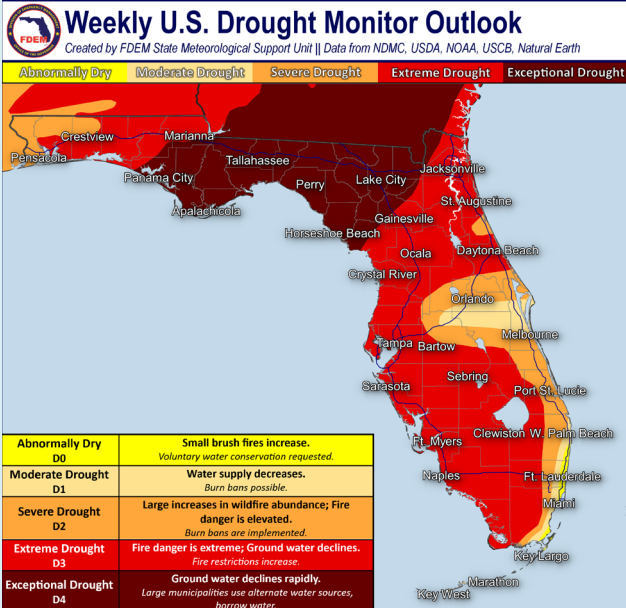 FDEM
Weekly U.S. Drought Monitor Outlook
Created by FDEM State Meteorological Support Unit || Data from NDMC, USDA, NOAA, USCB, Natural Earth
Abnormally Dry Moderate Drought Severe Drought Extreme Drought Exceptional Drought
Crestview
Marianna
Pensacola
Tallahassee
Jacksonville
Panama City
Perry
Lake City
Apalachicola
St. Augustine
Gainesville
Horseshoe Beach
Ocala
Daytona Beach
Crystal River
Orlando
Melbourne
Tampa
Bartow
Sebring
Sarasota
Port St. Lucie
Clewiston
W. Palm Beach
Ft. Myers
Naples
Ft. Lauderdale
Miami
Key Largo
Marathon
Key West
Abnormally Dry
D0
Small brush fires increase.
Voluntary water conservation requested.
Moderate Drought
D1
Water supply decreases.
Burn bans possible.
Severe Drought
D2
Large increases in wildfire abundance; Fire
danger is elevated.
Burn bans are implemented.
Extreme Drought
D3
Fire danger is extreme; Ground water declines.
Fire restrictions increase.
Exceptional Drought
D4
Ground water declines rapidly.
Large municipalities use alternate water sources,
borrow water.